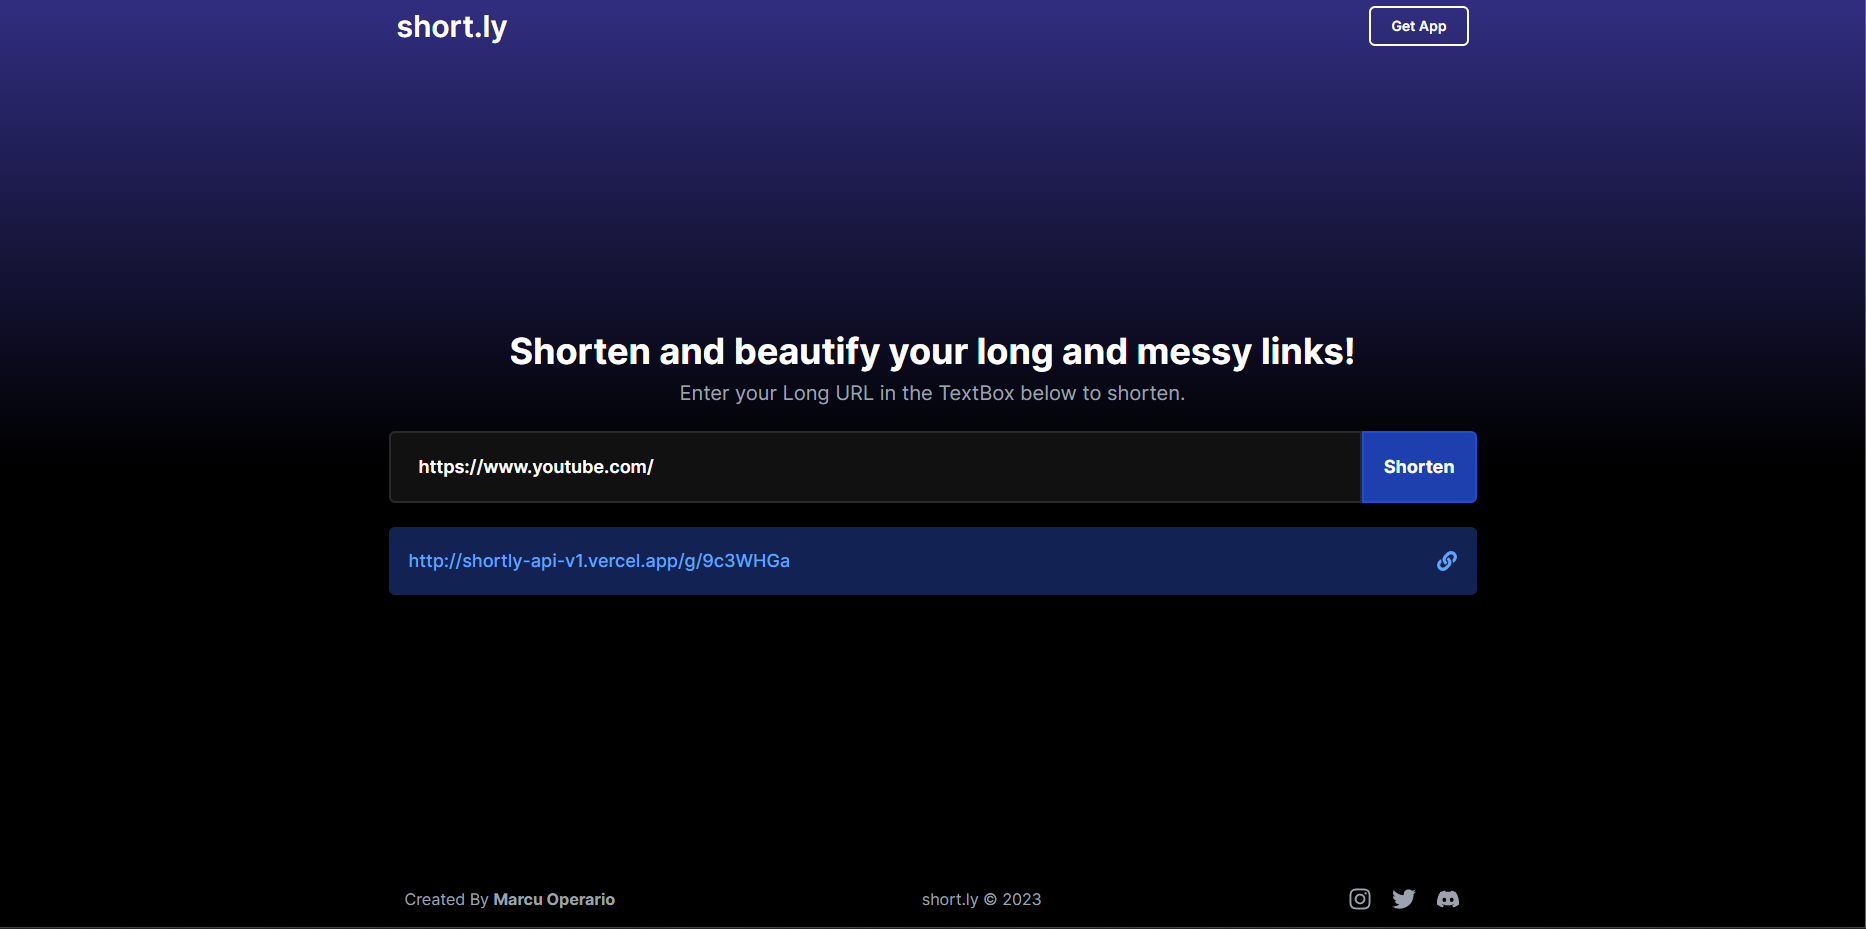 short.ly
Get App
Shorten and beautify your long and messy links!
Enter your Long URL in the TextBox below to shorten.
https://www.youtube.com/
Shorten
http://shortly-api-v1.vercel.app/g/9c3WHGa
Created By Marcu Operario
short.ly © 2023